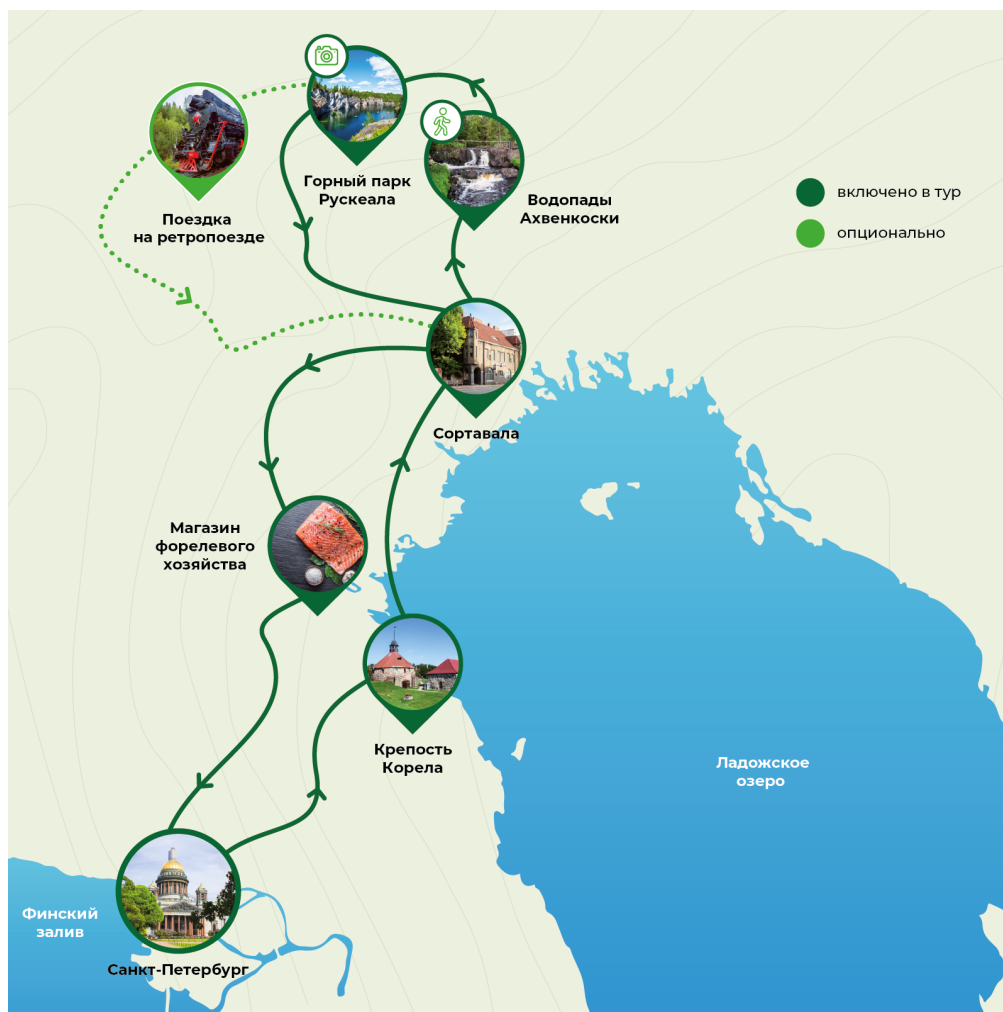 Горный парк
Рускеала
Водопады
Ахвенкоски
включено в тур
опционально
Поездка
на ретропоезде
Сортавала
Магазин
форелевого
хозяйства
Крепость
Корела
Ладожское
озеро
Финский
залив
Санкт-Петербург